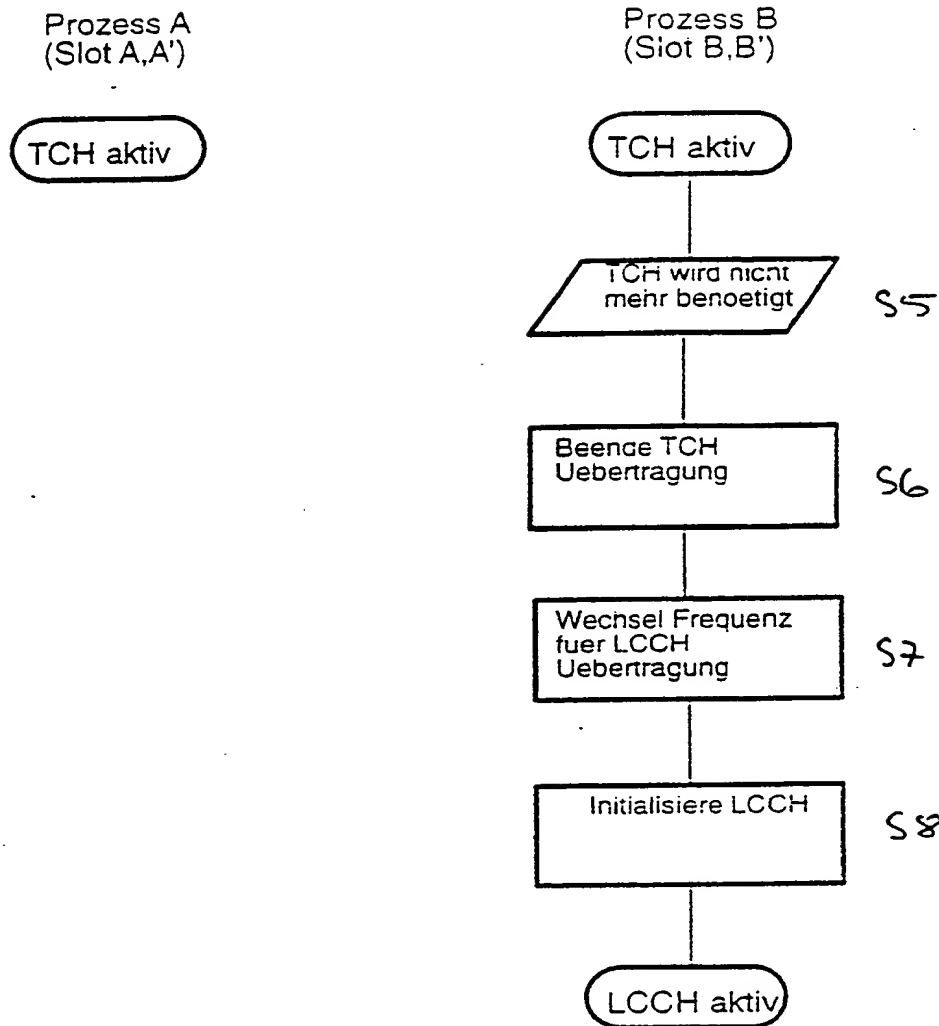 Prozess A
(Slot A,A')
Prozess B
(Slot B,B')
TCH aktiv
TCH aktiv
TCH wird nicht
mehr benoetigt
S5
Beende TCH
Uebertragung
S6
Wechsel Frequenz
fuer LCCH
Uebertragung
S7
Initialisiere LCCH
S8
LCCH aktiv